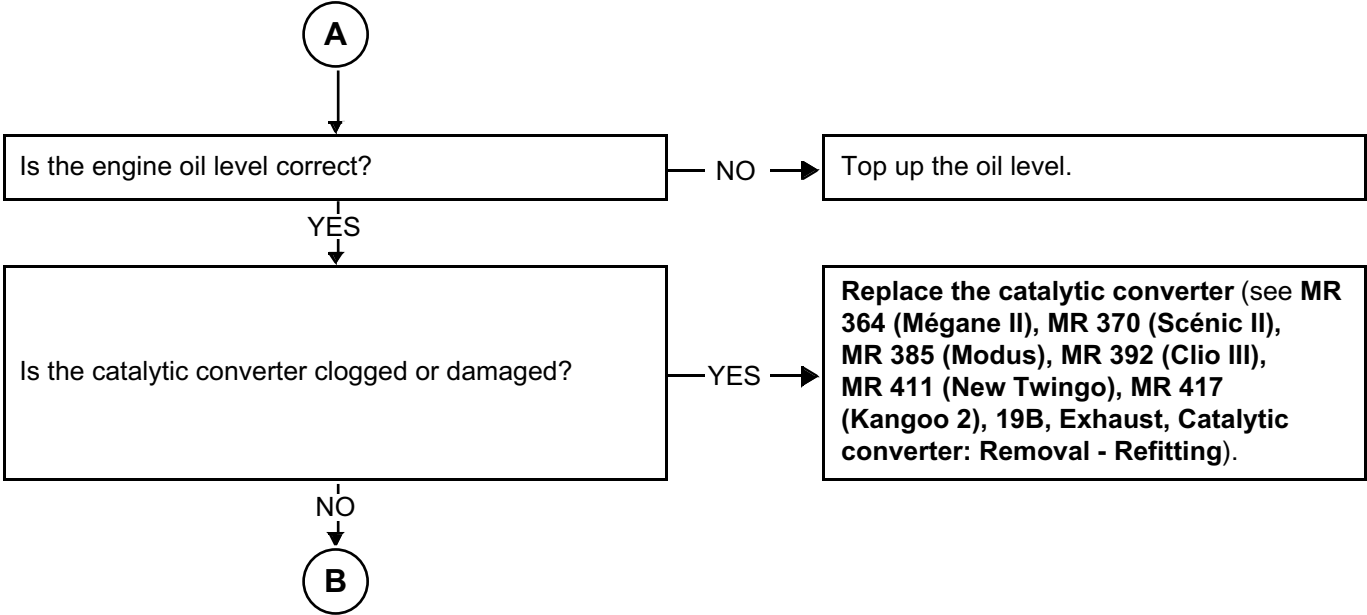 A
Is the engine oil level correct?
NO
Top up the oil level.
YES
Is the catalytic converter clogged or damaged?
YES
Replace the catalytic converter (see MR
364 (Mégane II), MR 370 (Scénic II),
MR 385 (Modus), MR 392 (Clio III),
MR 411 (New Twingo), MR 417
(Kangoo 2), 19B, Exhaust, Catalytic
converter: Removal - Refitting).
NO
B